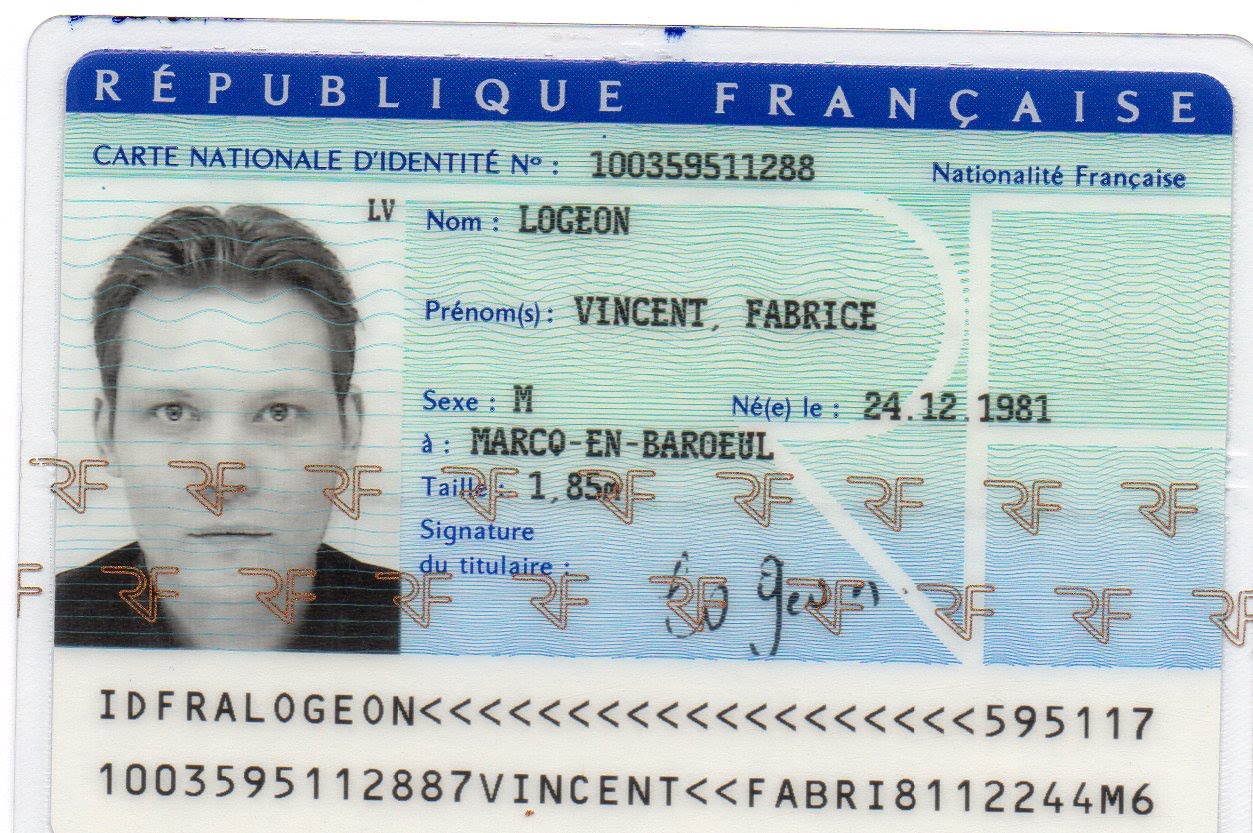 RÉPUBLIQUE FRANÇAISE
CARTE NATIONALE D'IDENTITÉ Nº : 100359511288 Nationalité Française
LV
Nom : LOGEON
Prénom(s) : VINCENT, FABRICE
Sexe : M Né(e) le : 24.12.1981
à : MARCQ-EN-BAROEUL
Taille : 1,85m
Signature
du titulaire :
RF RF RF RF RF RF RF RF RF
RF RF RF RF RF RF RF RF RF RF
IDFRALOGEON<<<<<<<<<<<<<<<<<<<595117
1003595112887VINCENT<<FABRI8112244M6